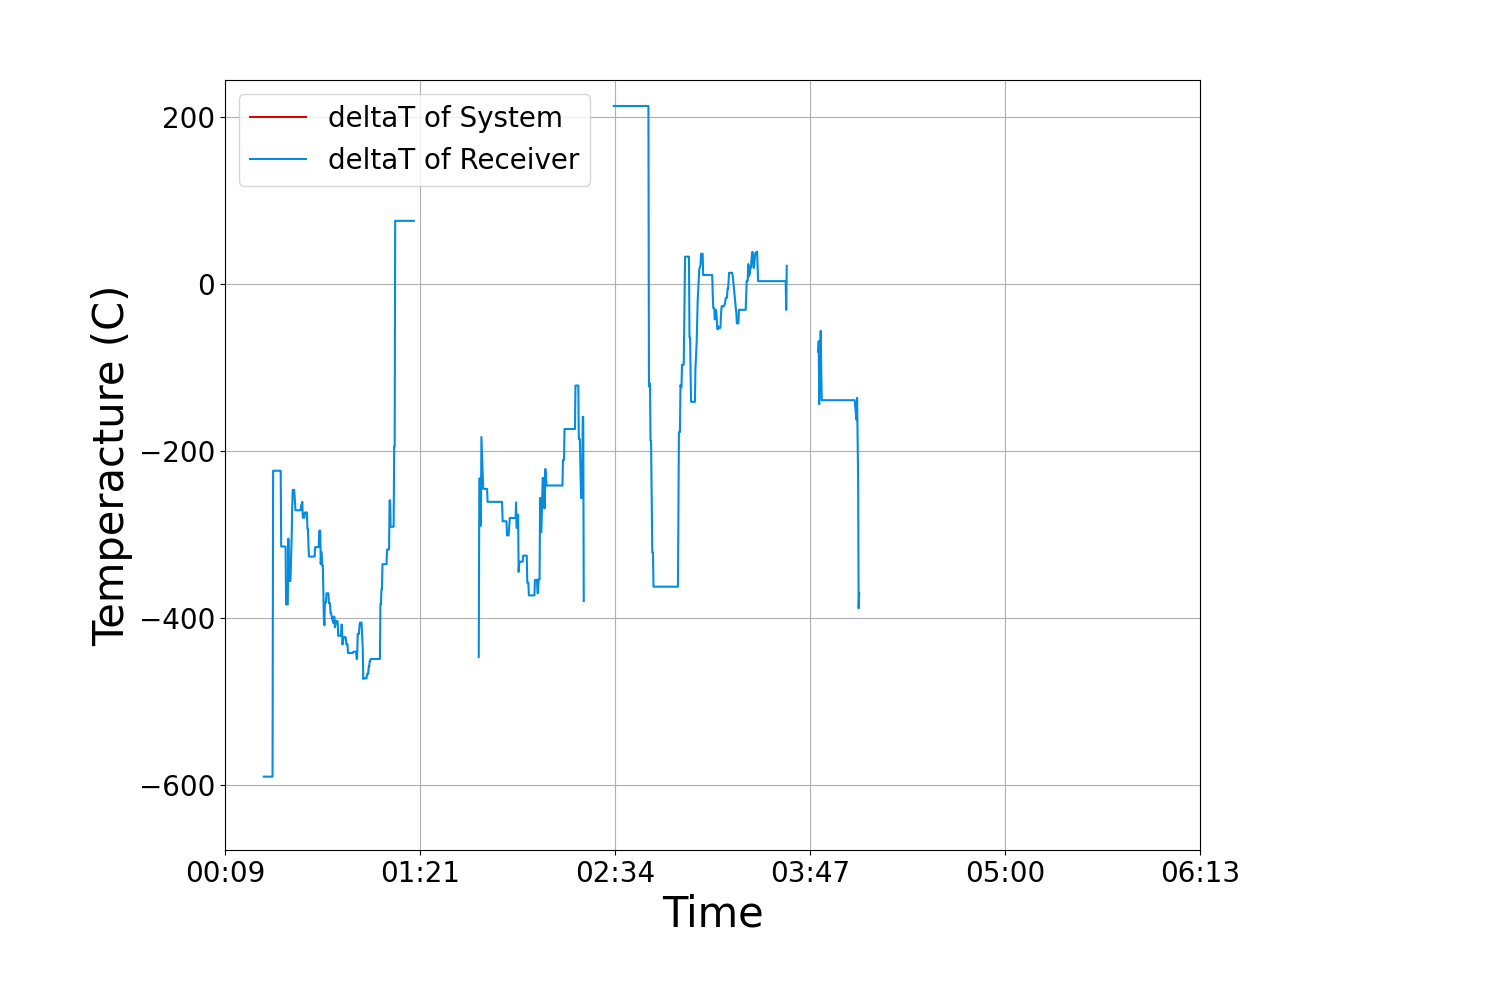 deltaT of System
deltaT of Receiver
200
0
−200
−400
−600
Temperacture (C)
00:09 01:21 02:34 03:47 05:00 06:13
Time